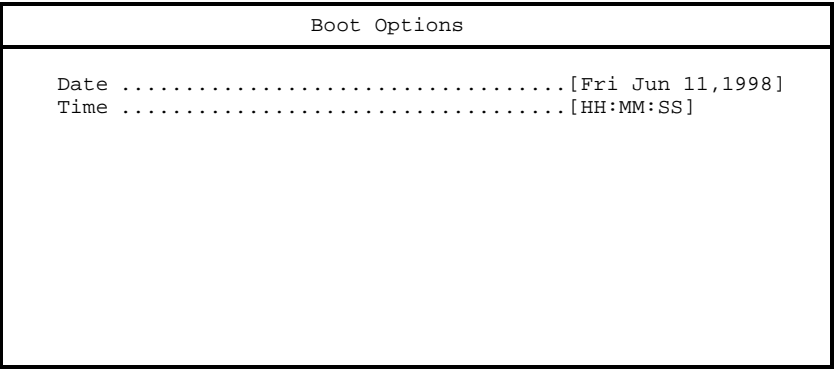 Boot Options
Date ...................................[Fri Jun 11,1998]
Time ...................................[HH:MM:SS]